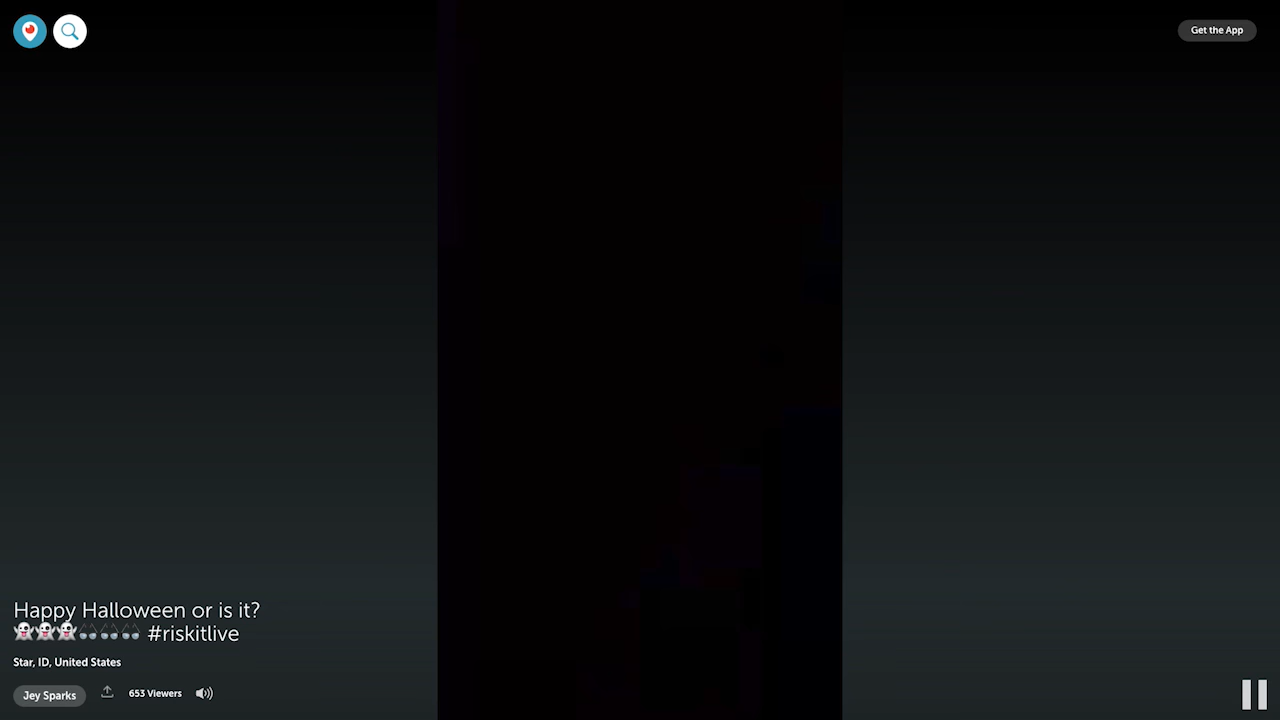 Get the App
Happy Halloween or is it?
👻👻👻👓👓👓 #riskitlive
Star, ID, United States
Jey Sparks
653 Viewers